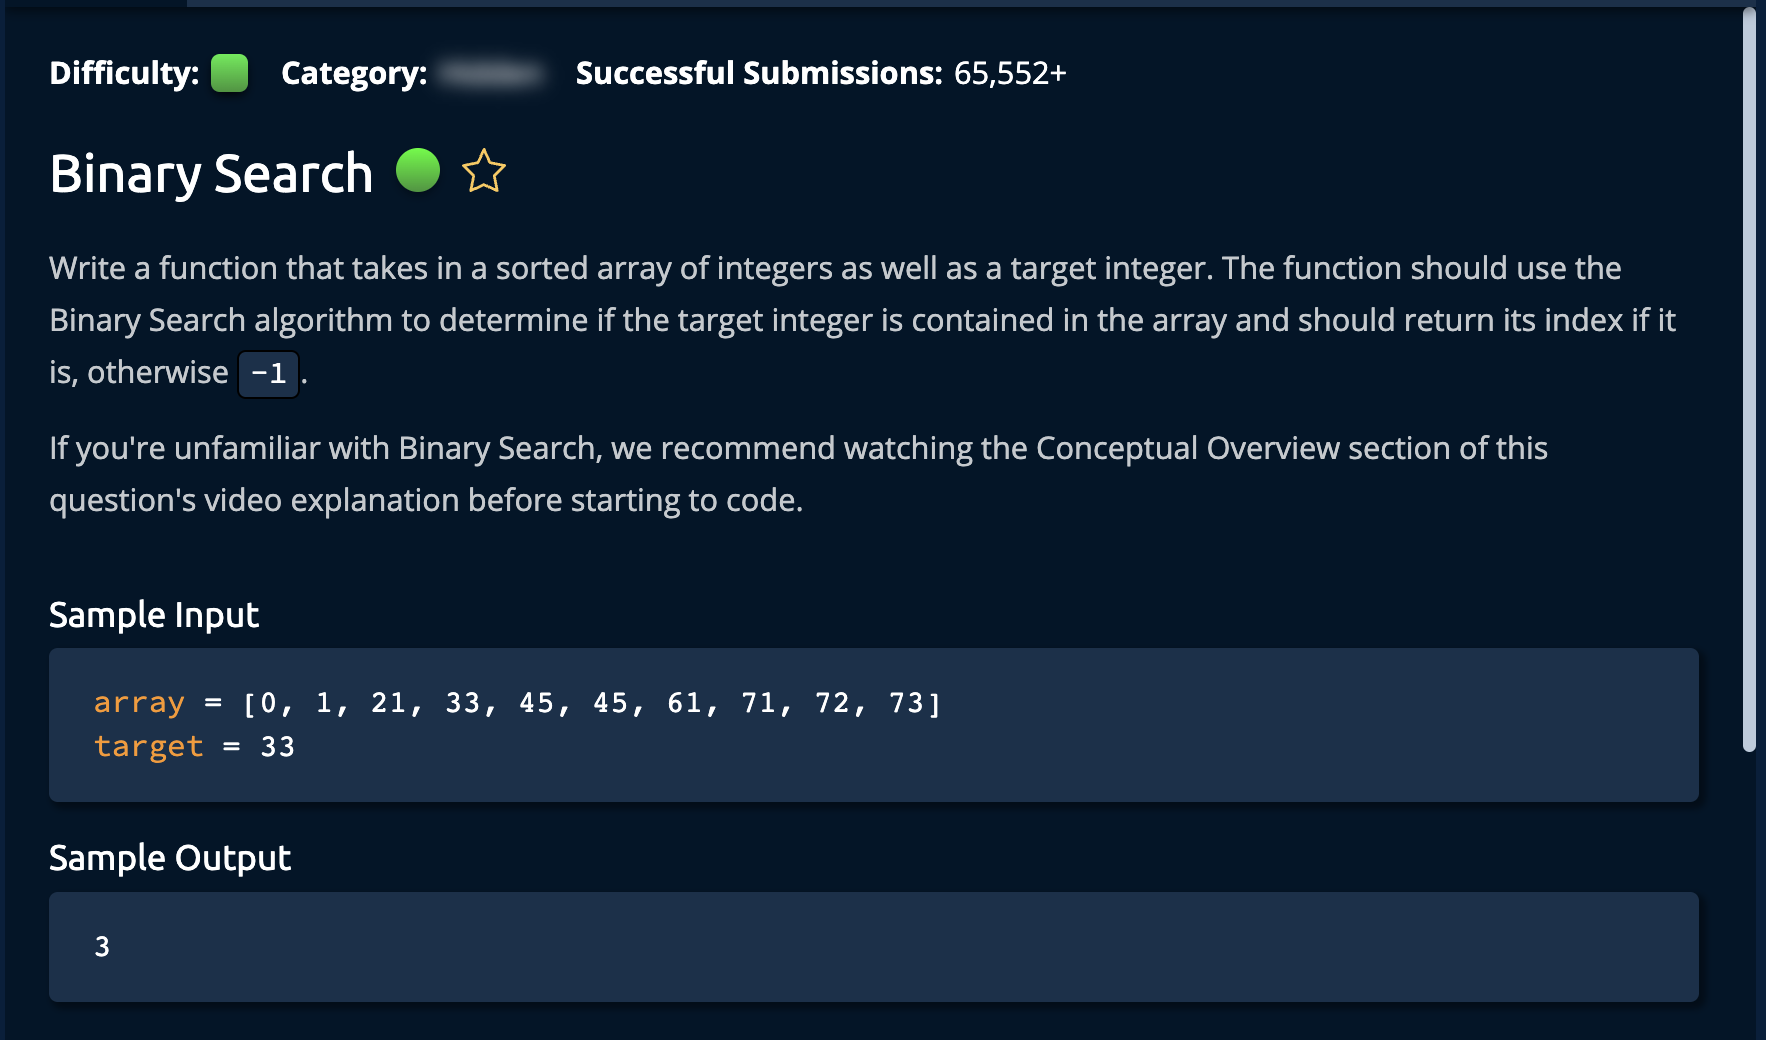 Difficulty: Category: Successful Submissions: 65,552+
Binary Search
Write a function that takes in a sorted array of integers as well as a target integer. The function should use the
Binary Search algorithm to determine if the target integer is contained in the array and should return its index if it
is, otherwise -1 .
If you're unfamiliar with Binary Search, we recommend watching the Conceptual Overview section of this
question's video explanation before starting to code.
Sample Input
array = [0, 1, 21, 33, 45, 45, 61, 71, 72, 73]
target = 33
Sample Output
3